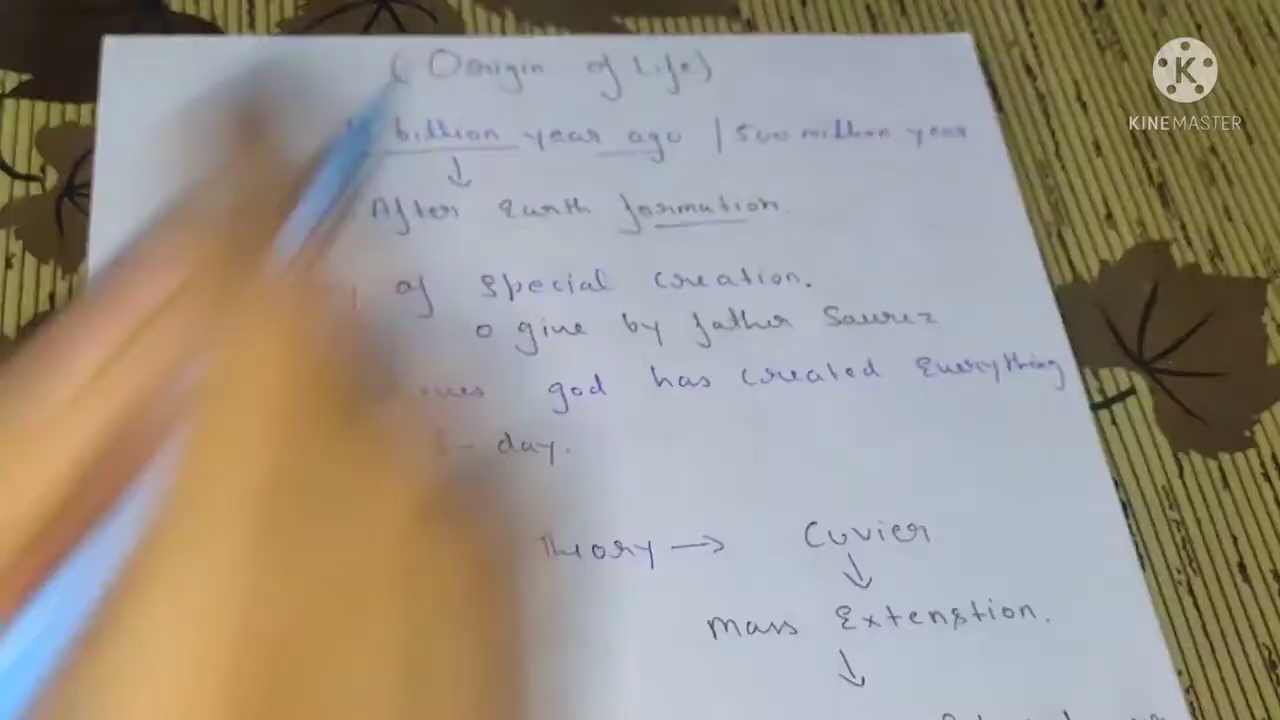 (Origin of Life)
billion year ago / 500 million year
↓
After Earth formation.
of special creation.
o give by father Saurez
god has created Everything
day.
Theory → Cuvier
↓
Mass Extenstion.
↓
K
KINEMASTER